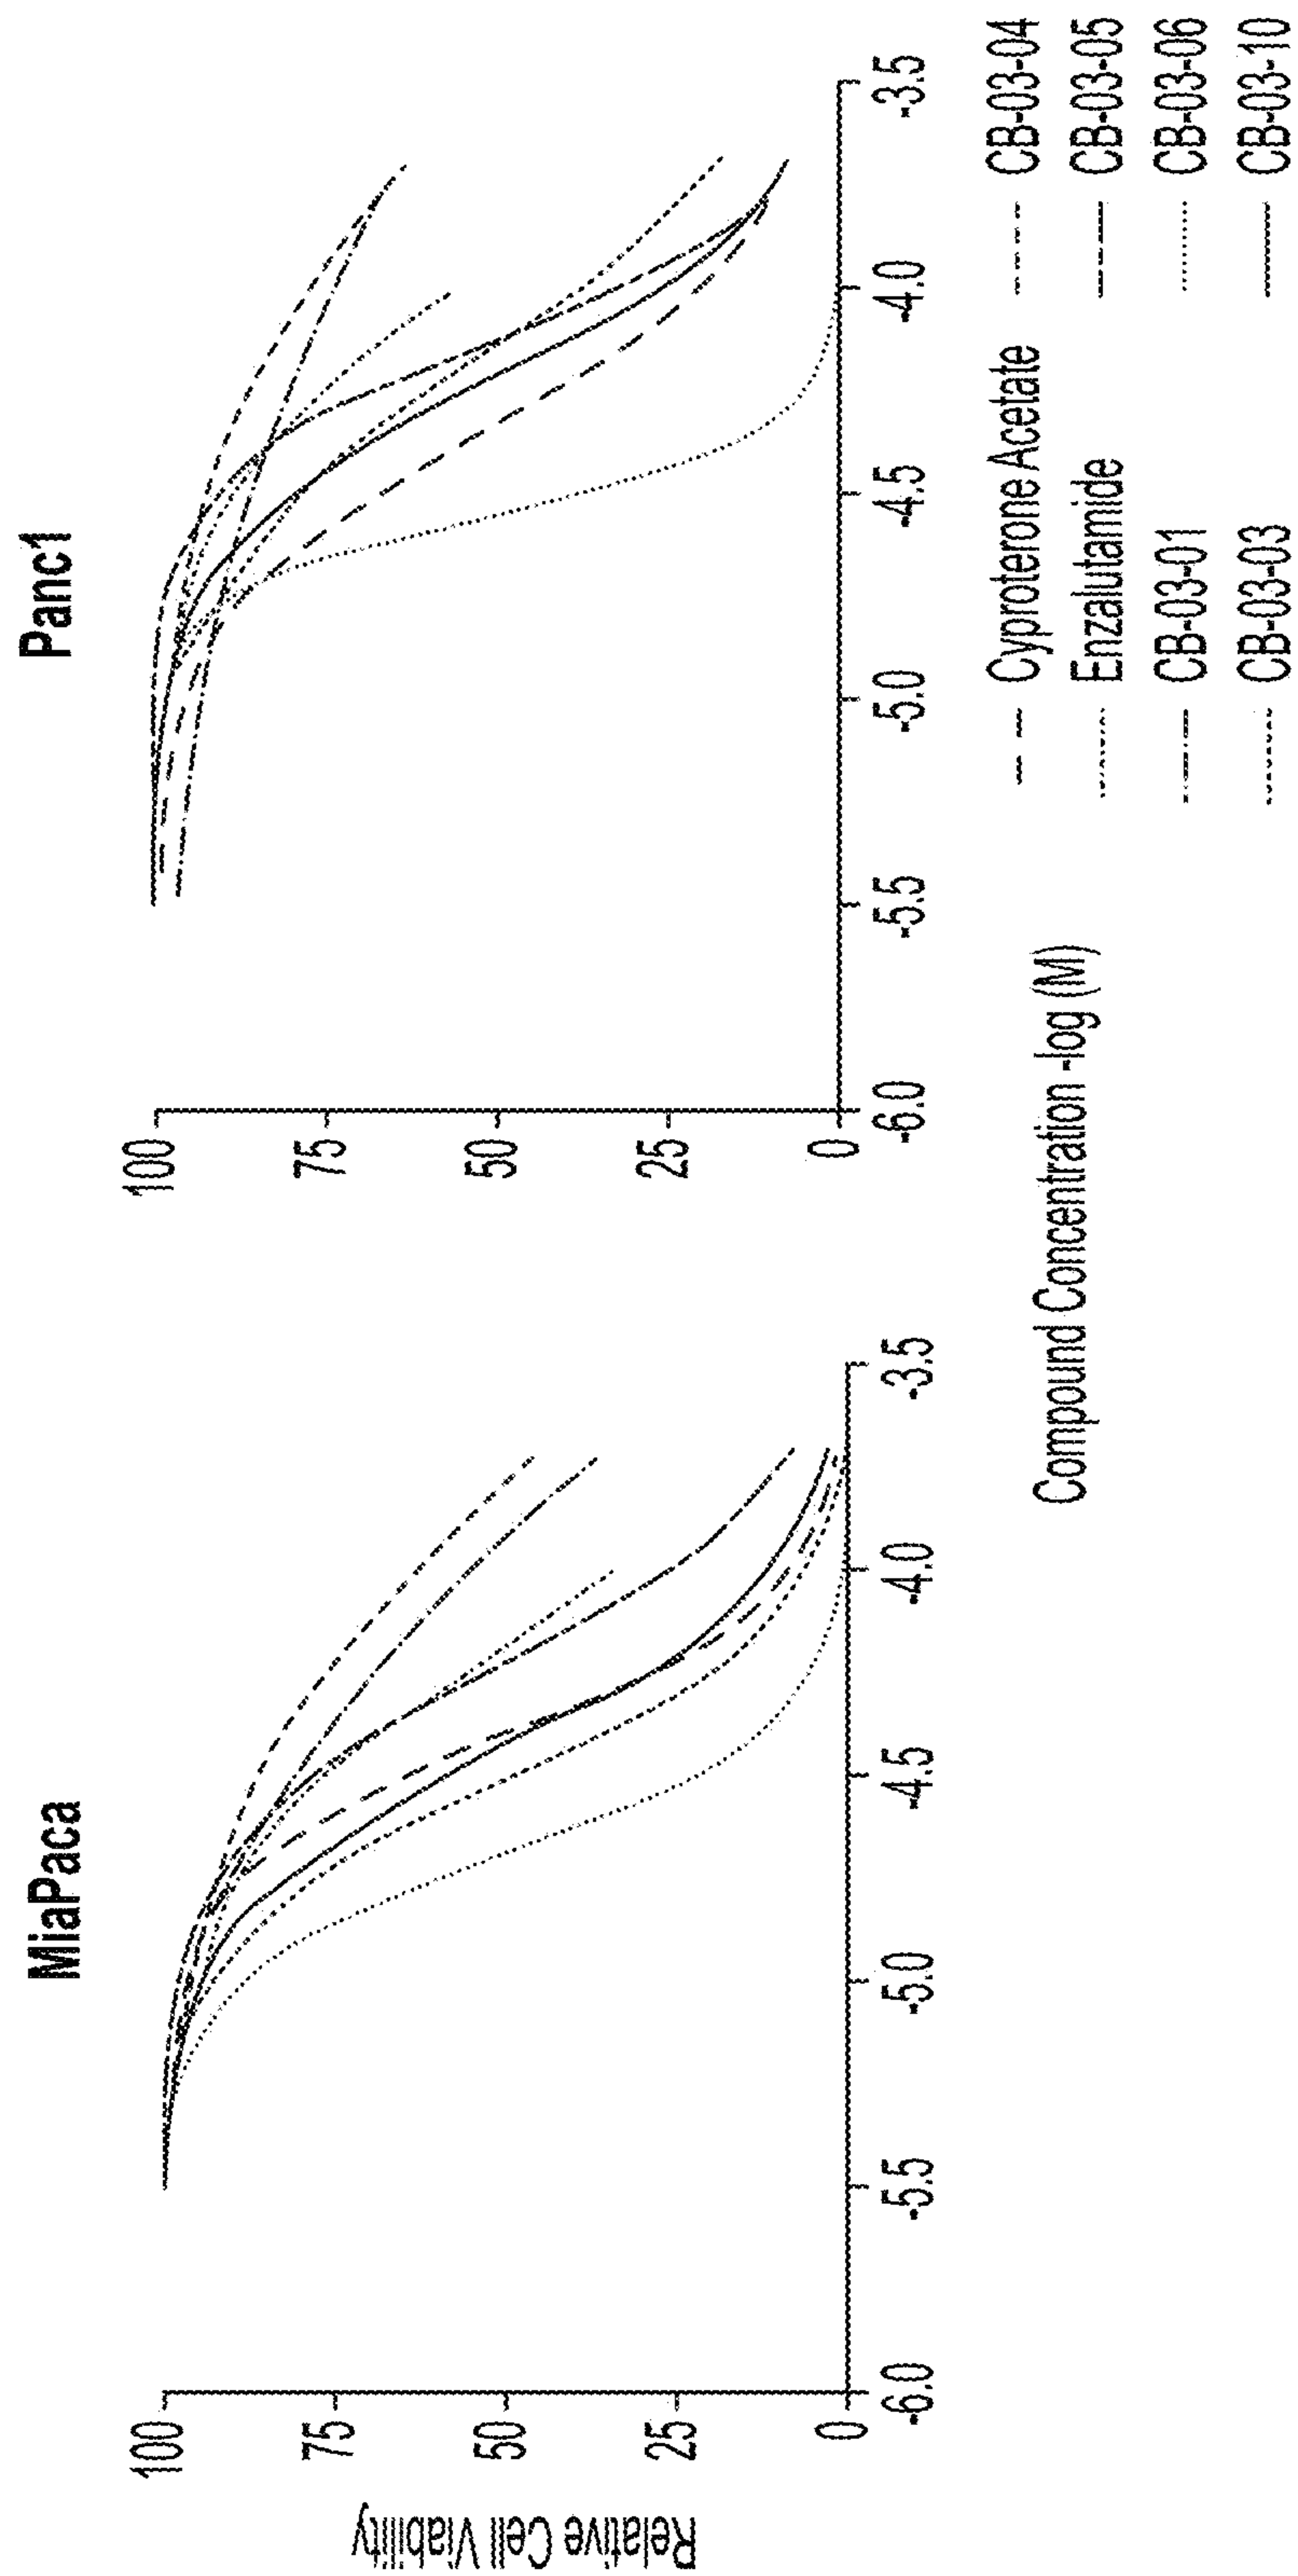 MiaPaca
Relative Cell Viability
100
75
50
25
0
-6.0
-5.5
-5.0
-4.5
-4.0
-3.5
Panc1
100
75
50
25
0
-6.0
-5.5
-5.0
-4.5
-4.0
-3.5
Compound Concentration -log (M)
Cyproterone Acetate
Enzalutamide
CB-03-01
CB-03-03
CB-03-04
CB-03-05
CB-03-06
CB-03-10